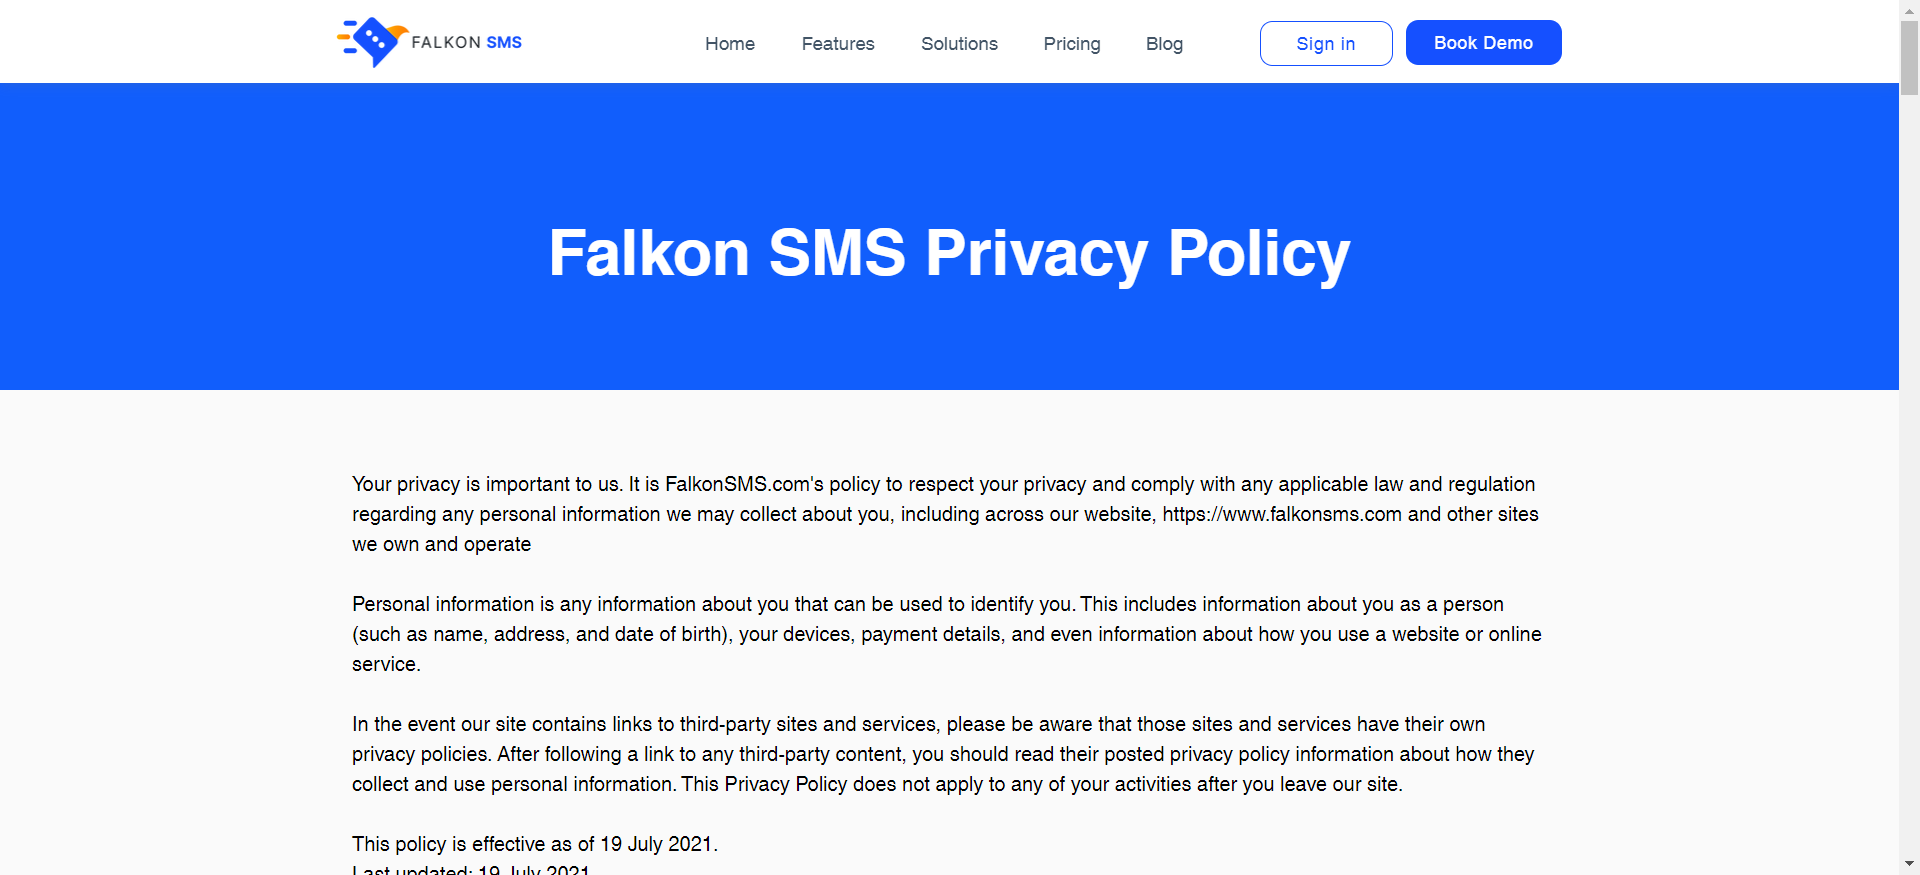 FALKON SMS
Home
Features
Solutions
Pricing
Blog
Sign in
Book Demo
Falkon SMS Privacy Policy
Your privacy is important to us. It is FalkonSMS.com's policy to respect your privacy and comply with any applicable law and regulation
regarding any personal information we may collect about you, including across our website, https://www.falkonsms.com and other sites
we own and operate
Personal information is any information about you that can be used to identify you. This includes information about you as a person
(such as name, address, and date of birth), your devices, payment details, and even information about how you use a website or online
service.
In the event our site contains links to third-party sites and services, please be aware that those sites and services have their own
privacy policies. After following a link to any third-party content, you should read their posted privacy policy information about how they
collect and use personal information. This Privacy Policy does not apply to any of your activities after you leave our site.
This policy is effective as of 19 July 2021.
Last updated: 19 July 2021